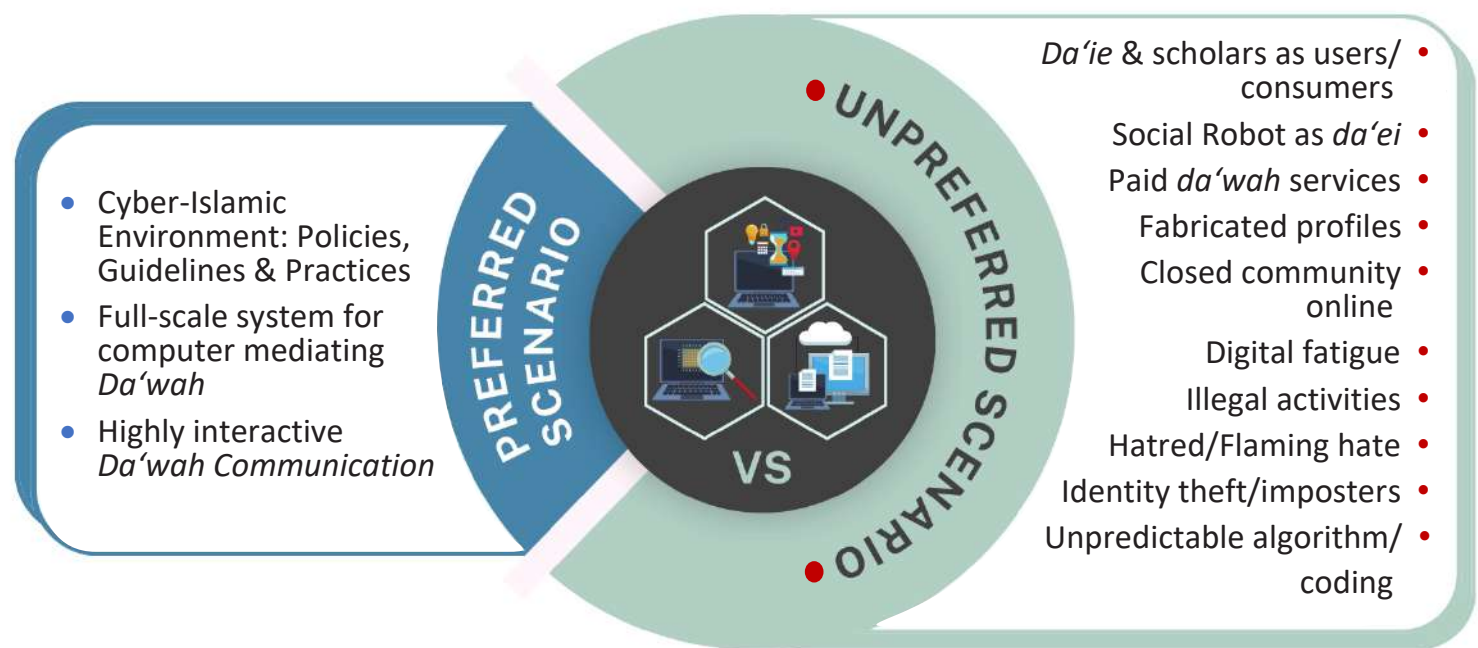 • Cyber-Islamic
Environment: Policies,
Guidelines & Practices
• Full-scale system for
computer mediating
Da‘wah
• Highly interactive
Da‘wah Communication
PREFERRED
SCENARIO
VS
• UNPREFERRED SCENARIO •
Da‘ie & scholars as users/ •
consumers
Social Robot as da‘ei •
Paid da‘wah services •
Fabricated profiles •
Closed community •
online
Digital fatigue •
Illegal activities •
Hatred/Flaming hate •
Identity theft/imposters •
Unpredictable algorithm/ •
coding